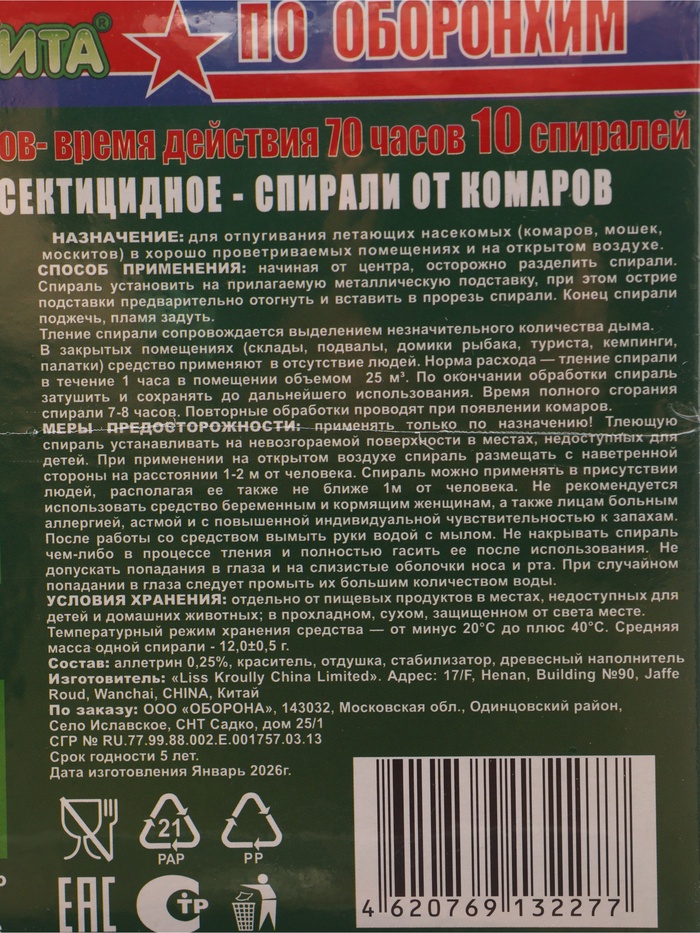 ИТА®
ПО ОБОРОНХИМ
ов- время действия 70 часов 10 спиралей
СЕКТИЦИДНОЕ - СПИРАЛИ ОТ КОМАРОВ
НАЗНАЧЕНИЕ: для отпугивания летающих насекомых (комаров, мошек,
москитов) в хорошо проветриваемых помещениях и на открытом воздухе.
СПОСОБ ПРИМЕНЕНИЯ: начиная от центра, осторожно разделить спирали.
Спираль установить на прилагаемую металлическую подставку, при этом острие
подставки предварительно отогнуть и вставить в прорезь спирали. Конец спирали
поджечь, пламя задуть.
Тление спирали сопровождается выделением незначительного количества дыма.
В закрытых помещениях (склады, подвалы, домики рыбака, туриста, кемпинги,
палатки) средство применяют в отсутствие людей. Норма расхода — тление спирали
в течение 1 часа в помещении объемом 25 м³. По окончании обработки спираль
затушить и сохранять до дальнейшего использования. Время полного сгорания
спирали 7-8 часов. Повторные обработки проводят при появлении комаров.
МЕРЫ ПРЕДОСТОРОЖНОСТИ: применять только по назначению! Тлеющую
спираль устанавливать на невозгораемой поверхности в местах, недоступных для
детей. При применении на открытом воздухе спираль размещать с наветренной
стороны на расстоянии 1-2 м от человека. Спираль можно применять в присутствии
людей, располагая ее также не ближе 1м от человека. Не рекомендуется
использовать средство беременным и кормящим женщинам, а также лицам больным
аллергией, астмой и с повышенной индивидуальной чувствительностью к запахам.
После работы со средством вымыть руки водой с мылом. Не накрывать спираль
чем-либо в процессе тления и полностью гасить ее после использования. Не
допускать попадания в глаза и на слизистые оболочки носа и рта. При случайном
попадании в глаза следует промыть их большим количеством воды.
УСЛОВИЯ ХРАНЕНИЯ: отдельно от пищевых продуктов в местах, недоступных для
детей и домашних животных; в прохладном, сухом, защищенном от света месте.
Температурный режим хранения средства — от минус 20°С до плюс 40°С. Средняя
масса одной спирали - 12,0±0,5 г.
Состав: аллетрин 0,25%, краситель, отдушка, стабилизатор, древесный наполнитель
Изготовитель: «Liss Kroully China Limited». Адрес: 17/F, Henan, Building №90, Jaffe
Roud, Wanchai, CHINA, Китай
По заказу: ООО «ОБОРОНА», 143032, Московская обл., Одинцовский район,
Село Иславское, СНТ Садко, дом 25/1
СГР № RU.77.99.88.002.Е.001757.03.13
Срок годности 5 лет.
Дата изготовления Январь 2026г.
21
PAP
PP
ЕАС
СТР
4 620769 132277